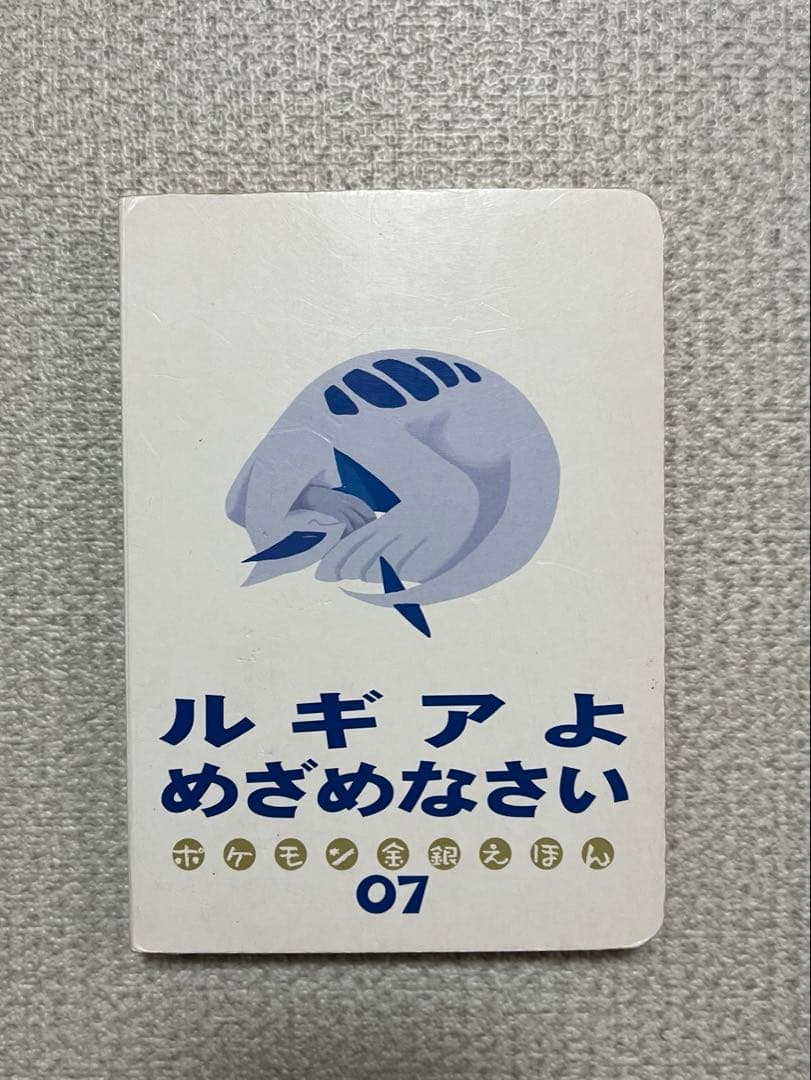 ルギアよ
めざめなさい
ポケモン金銀えほん
07